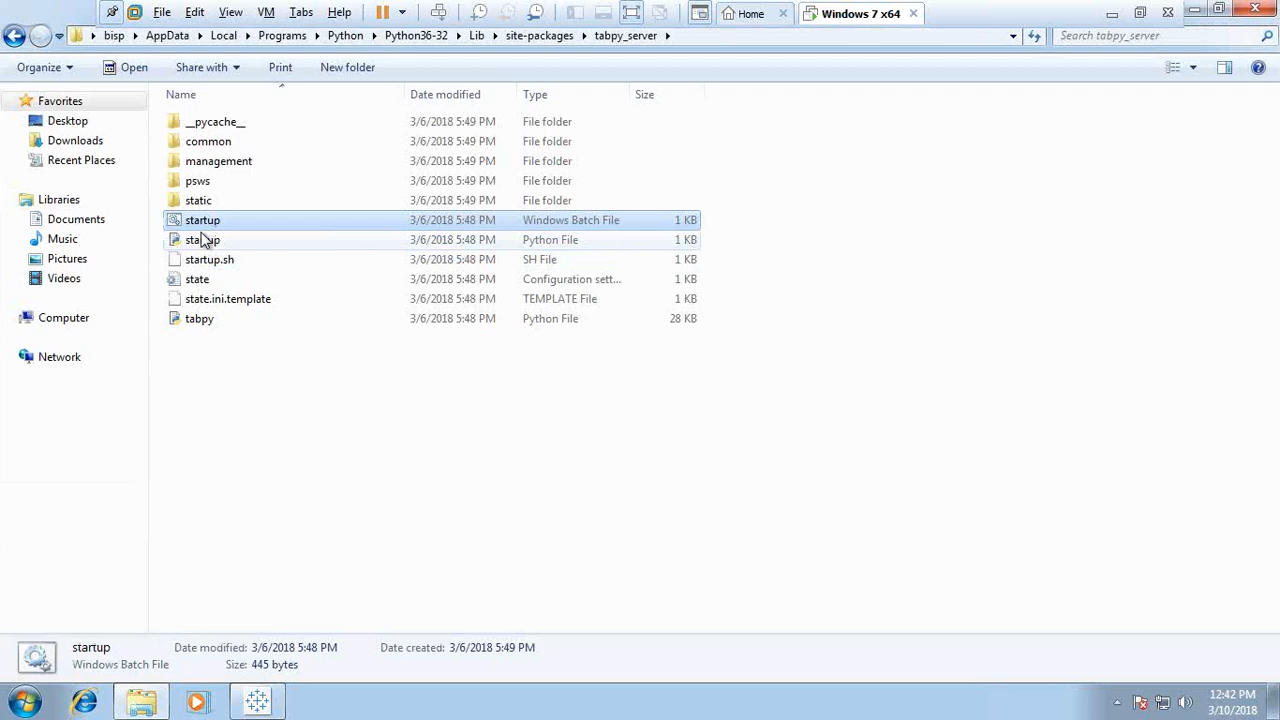 File Edit View VM Tabs Help Home Windows 7 x64
bisp AppData Local Programs Python Python36-32 Lib site-packages tabpy_server Search tabpy_server
Organize Open Share with Print New folder
Name Date modified Type Size
Favorites
Desktop
Downloads
Recent Places
Libraries
Documents
Music
Pictures
Videos
Computer
Network
__pycache__ 3/6/2018 5:49 PM File folder
common 3/6/2018 5:49 PM File folder
management 3/6/2018 5:49 PM File folder
psws 3/6/2018 5:49 PM File folder
static 3/6/2018 5:49 PM File folder
startup 3/6/2018 5:48 PM Windows Batch File 1 KB
startup 3/6/2018 5:48 PM Python File 1 KB
startup.sh 3/6/2018 5:48 PM SH File 1 KB
state 3/6/2018 5:48 PM Configuration sett... 1 KB
state.ini.template 3/6/2018 5:48 PM TEMPLATE File 1 KB
tabpy 3/6/2018 5:48 PM Python File 28 KB
startup Date modified: 3/6/2018 5:48 PM Date created: 3/6/2018 5:49 PM
Windows Batch File Size: 445 bytes
12:42 PM
3/10/2018